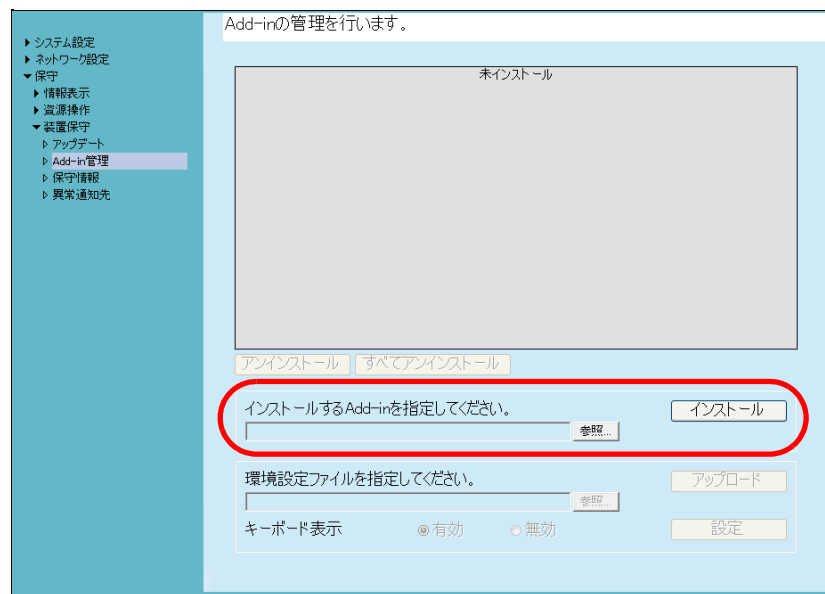 Add-inの管理を行います。
システム設定
ネットワーク設定
保守
情報表示
資源操作
装置保守
アップデート
Add-in管理
保守情報
異常通知先
未インストール
アンインストール すべてアンインストール
インストールするAdd-inを指定してください。 インストール
参照...
環境設定ファイルを指定してください。 アップロード
参照...
キーボード表示 有効 無効 設定